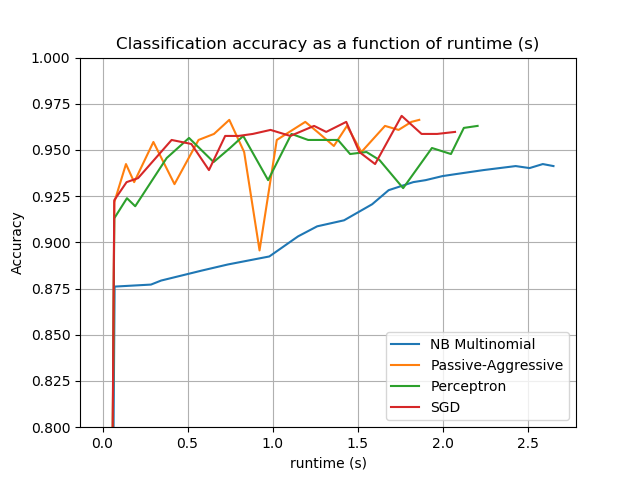 Classification accuracy as a function of runtime (s)
1.000
0.975
0.950
0.925
0.900
0.875
0.850
0.825
0.800
Accuracy
NB Multinomial
Passive-Aggressive
Perceptron
SGD
0.0 0.5 1.0 1.5 2.0 2.5
runtime (s)